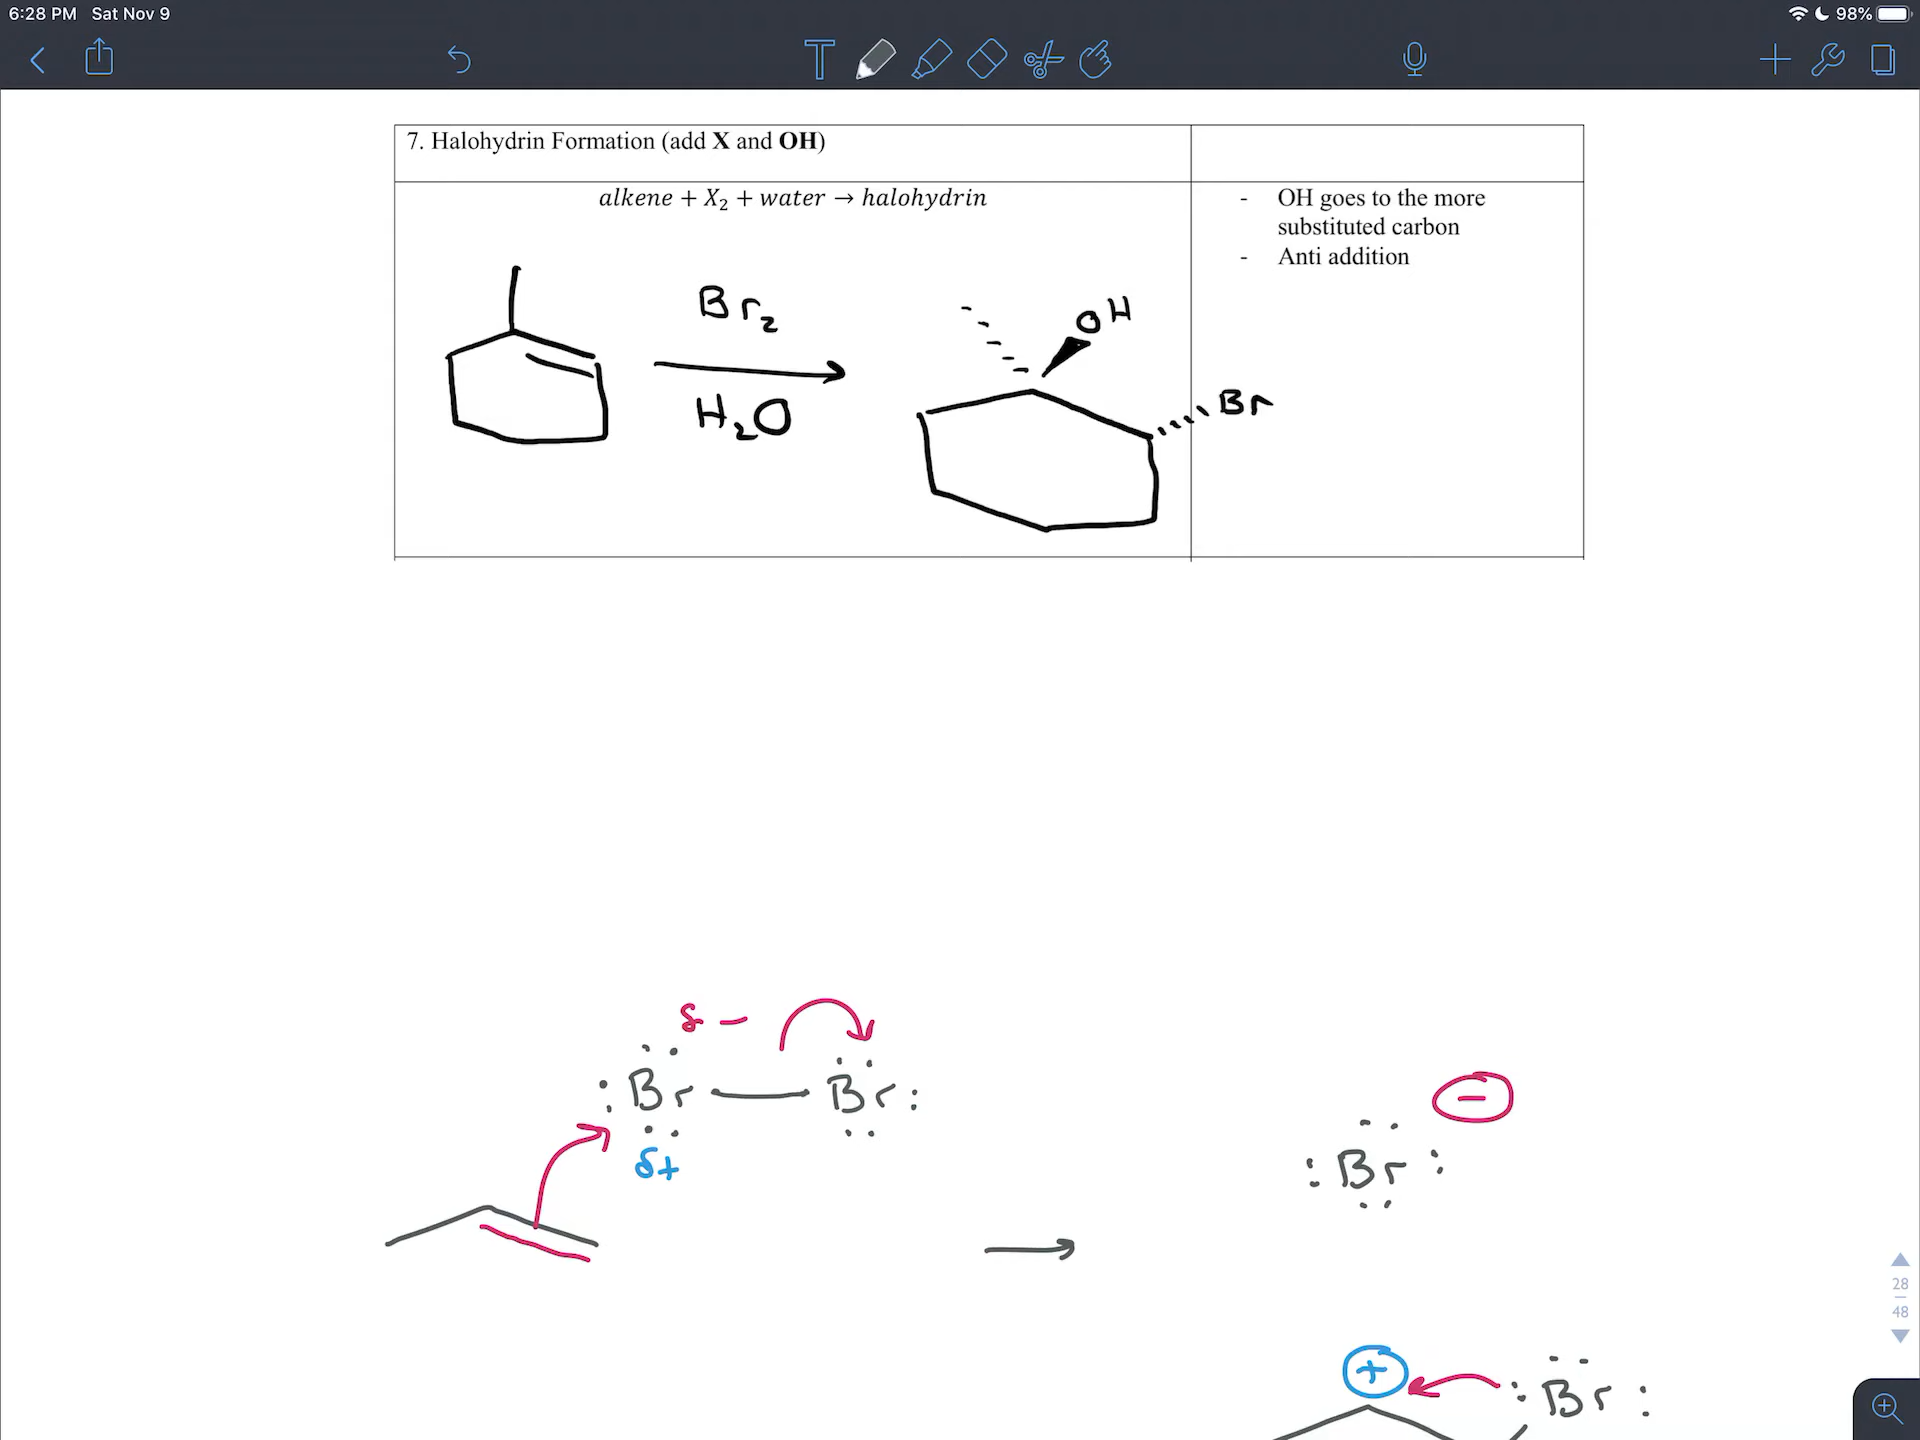 6:28 PM Sat Nov 9
98%
7. Halohydrin Formation (add X and OH)
alkene + X₂ + water → halohydrin
- OH goes to the more
substituted carbon
- Anti addition
Br₂
H₂O
OH
Br
δ −
:Br — Br:
δ+
−
:Br:
+
:Br:
28
48